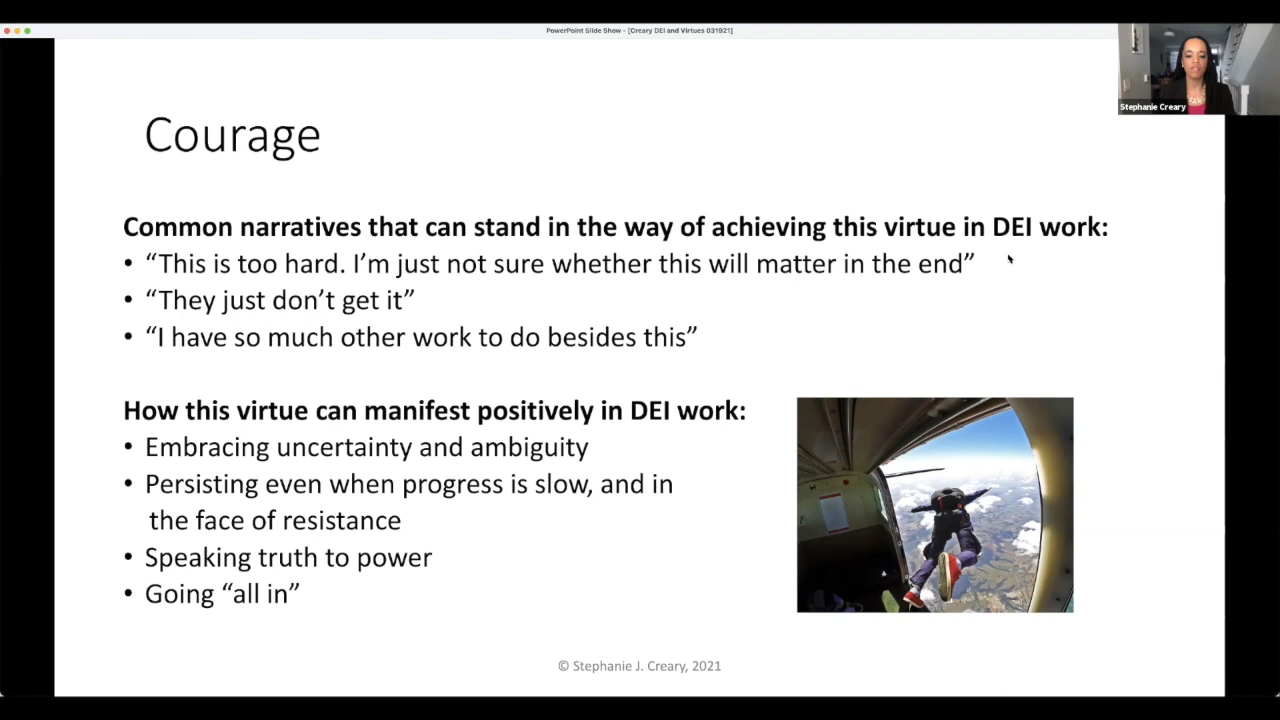 PowerPoint Slide Show - [Creary DEI and Virtues 031921]
Stephanie Creary
Courage
Common narratives that can stand in the way of achieving this virtue in DEI work:
• “This is too hard. I’m just not sure whether this will matter in the end”
• “They just don’t get it”
• “I have so much other work to do besides this”
How this virtue can manifest positively in DEI work:
• Embracing uncertainty and ambiguity
• Persisting even when progress is slow, and in
the face of resistance
• Speaking truth to power
• Going “all in”
© Stephanie J. Creary, 2021